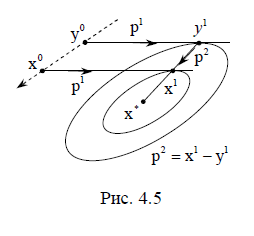 y⁰ p¹ y¹
x⁰ p¹ x¹ p²
x*
p² = x¹ − y¹
Рис. 4.5